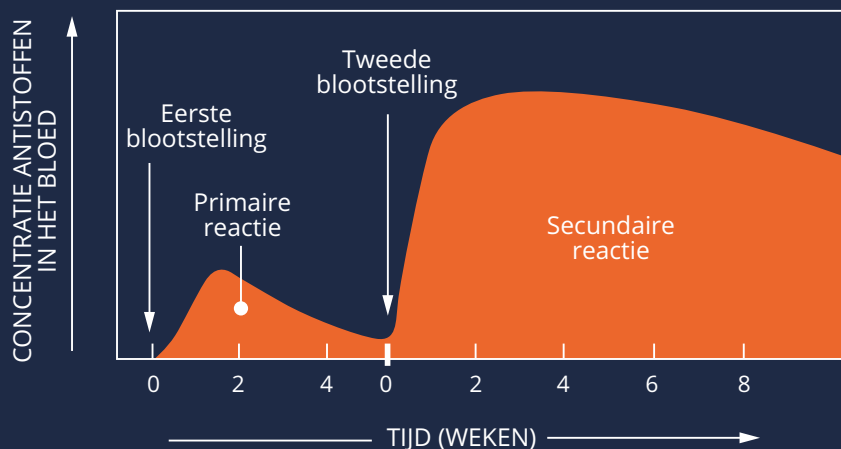 CONCENTRATIE ANTISTOFFEN
IN HET BLOED
Eerste
blootstelling
Primaire
reactie
Tweede
blootstelling
Secundaire
reactie
0 2 4 0 2 4 6 8
TIJD (WEKEN)